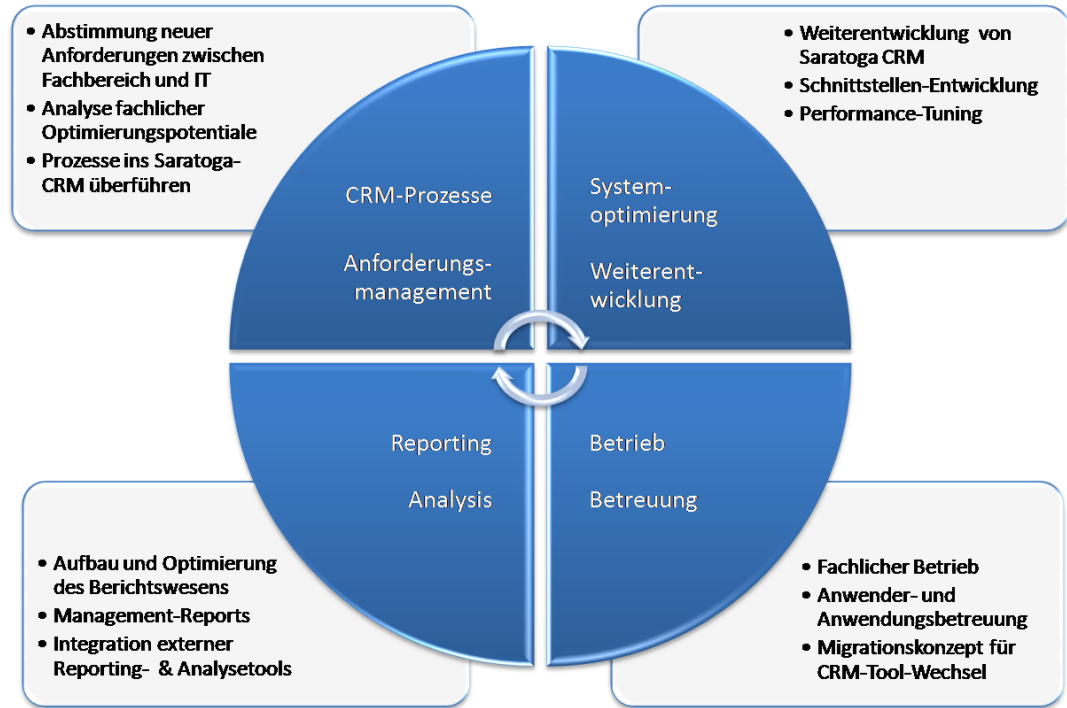 • Abstimmung neuer
Anforderungen zwischen
Fachbereich und IT
• Analyse fachlicher
Optimierungspotentiale
• Prozesse ins Saratoga-
CRM überführen
• Weiterentwicklung von
Saratoga CRM
• Schnittstellen-Entwicklung
• Performance-Tuning
CRM-Prozesse
Anforderungs-
management
System-
optimierung
Weiterent-
wicklung
Reporting
Analysis
Betrieb
Betreuung
• Aufbau und Optimierung
des Berichtswesens
• Management-Reports
• Integration externer
Reporting- & Analysetools
• Fachlicher Betrieb
• Anwender- und
Anwendungsbetreuung
• Migrationskonzept für
CRM-Tool-Wechsel